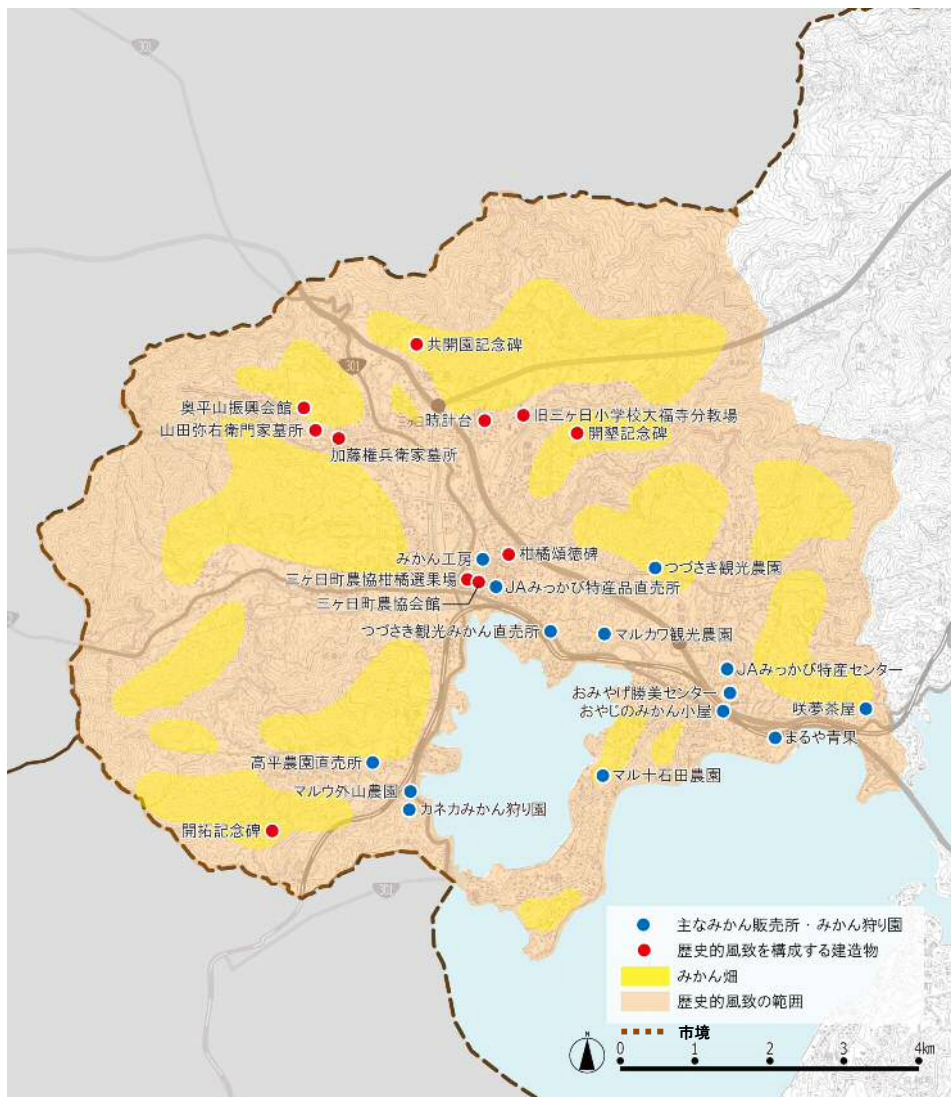 301
共開園記念碑
301
奥平山振興会館
山田弥右衛門家墓所
加藤権兵衛家墓所
時計台
旧三ヶ日小学校大福寺分教場
開墾記念碑
みかん工房
柑橘頌徳碑
三ヶ日町農協柑橘選果場
三ヶ日町農協会館
JAみっかび特産品直売所
つづさき観光農園
つづさき観光みかん直売所
マルカワ観光農園
JAみっかび特産センター
おみやげ勝美センター
おやじのみかん小屋
咲夢茶屋
まるや青果
高平農園直売所
マル十石田農園
マルウ外山農園
カネカみかん狩り園
開拓記念碑
301
主なみかん販売所・みかん狩り園
歴史的風致を構成する建造物
みかん畑
歴史的風致の範囲
市境
N
0 1 2 3 4km